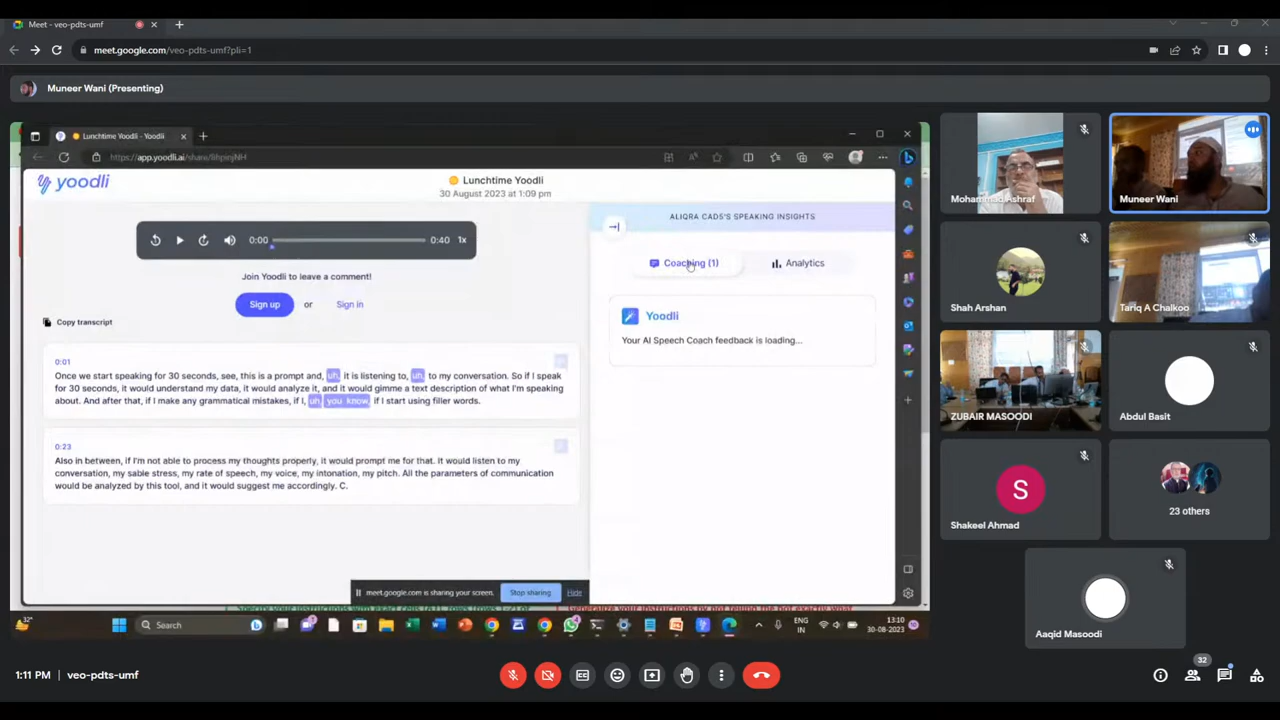 Meet - veo-pdts-umf
meet.google.com/veo-pdts-umf?pli=1
Muneer Wani (Presenting)
Lunchtime Yoodli - Yoodli
https://app.yoodli.ai/share/
yoodli
Lunchtime Yoodli
30 August 2023 at 1:09 pm
0:00
0:40
1x
Join Yoodli to leave a comment!
Sign up
or
Sign in
Copy transcript
0:01
Once we start speaking for 30 seconds, see, this is a prompt and, uh, it is listening to, uh, to my conversation. So if I speak
for 30 seconds, it would understand my data, it would analyze it, and it would gimme a text description of what I'm speaking
about. And after that, if I make any grammatical mistakes, if I, uh, you know, if I start using filler words.
0:23
Also in between, if I'm not able to process my thoughts properly, it would prompt me for that. It would listen to my
conversation, my sable stress, my rate of speech, my voice, my intonation, my pitch. All the parameters of communication
would be analyzed by this tool, and it would suggest me accordingly. C.
ALIQRA CAD5'S SPEAKING INSIGHTS
Coaching (1)
Analytics
Yoodli
Your AI Speech Coach feedback is loading...
meet.google.com is sharing your screen.
Stop sharing
Hide
32°
Search
ENG
IN
13:10
30-08-2023
Mohammad Ashraf
Muneer Wani
Shah Arshan
Tariq A Chalkoo
ZUBAIR MASOODI
Abdul Basit
S
Shakeel Ahmad
23 others
Aaqid Masoodi
1:11 PM | veo-pdts-umf
32